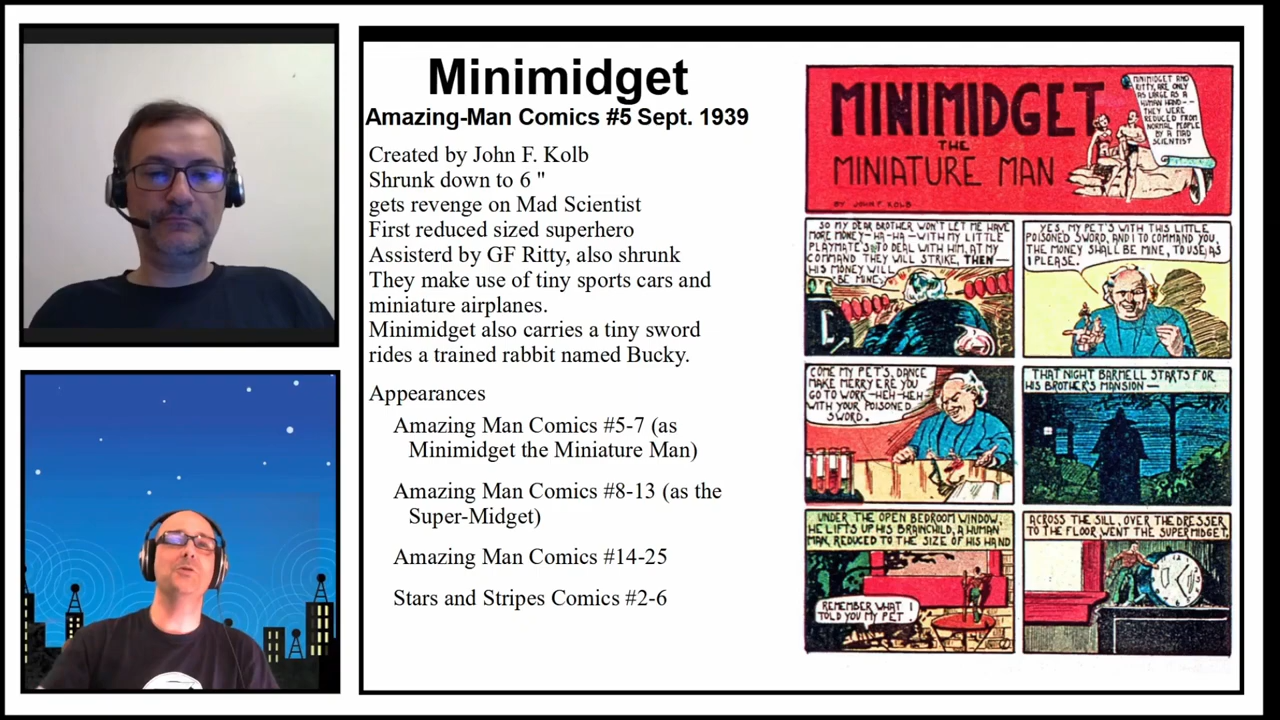 Minimidget
Amazing-Man Comics #5 Sept. 1939
Created by John F. Kolb
Shrunk down to 6 "
gets revenge on Mad Scientist
First reduced sized superhero
Assisterd by GF Ritty, also shrunk
They make use of tiny sports cars and
miniature airplanes.
Minimidget also carries a tiny sword
rides a trained rabbit named Bucky.
Appearances
Amazing Man Comics #5-7 (as
Minimidget the Miniature Man)
Amazing Man Comics #8-13 (as the
Super-Midget)
Amazing Man Comics #14-25
Stars and Stripes Comics #2-6
MINIMIDGET
THE
MINIATURE MAN
BY JOHN F. KOLB
MINIMIDGET AND
RITTY, ARE ONLY
AS LARGE AS A
HUMAN HAND--
THEY WERE
REDUCED FROM
NORMAL PEOPLE
BY A MAD
SCIENTIST
SO MY DEAR BROTHER WON'T LET ME HAVE
MORE MONEY-HA-HA-WITH MY LITTLE
PLAYMATES TO DEAL WITH HIM, AT MY
COMMAND THEY WILL STRIKE, THEN—
HIS MONEY WILL
BE MINE
YES, MY PET'S WITH THIS LITTLE
POISONED SWORD, AND I TO COMMAND YOU,
THE MONEY SHALL BE MINE, TO USE AS
I PLEASE.
COME MY PETS, DANCE
MAKE MERRY ERE YOU
GO TO WORK-HEH-HEH-
WITH YOUR POISONED
SWORD.
THAT NIGHT BARMELL STARTS FOR
HIS BROTHER'S MANSION—
UNDER THE OPEN BEDROOM WINDOW,
HE LIFTS UP HIS BRAINCHILD, A HUMAN
MAN, REDUCED TO THE SIZE OF HIS HAND
REMEMBER WHAT I
TOLD YOU MY PET.
ACROSS THE SILL, OVER THE DRESSER
TO THE FLOOR, WENT THE SUPERMIDGET,